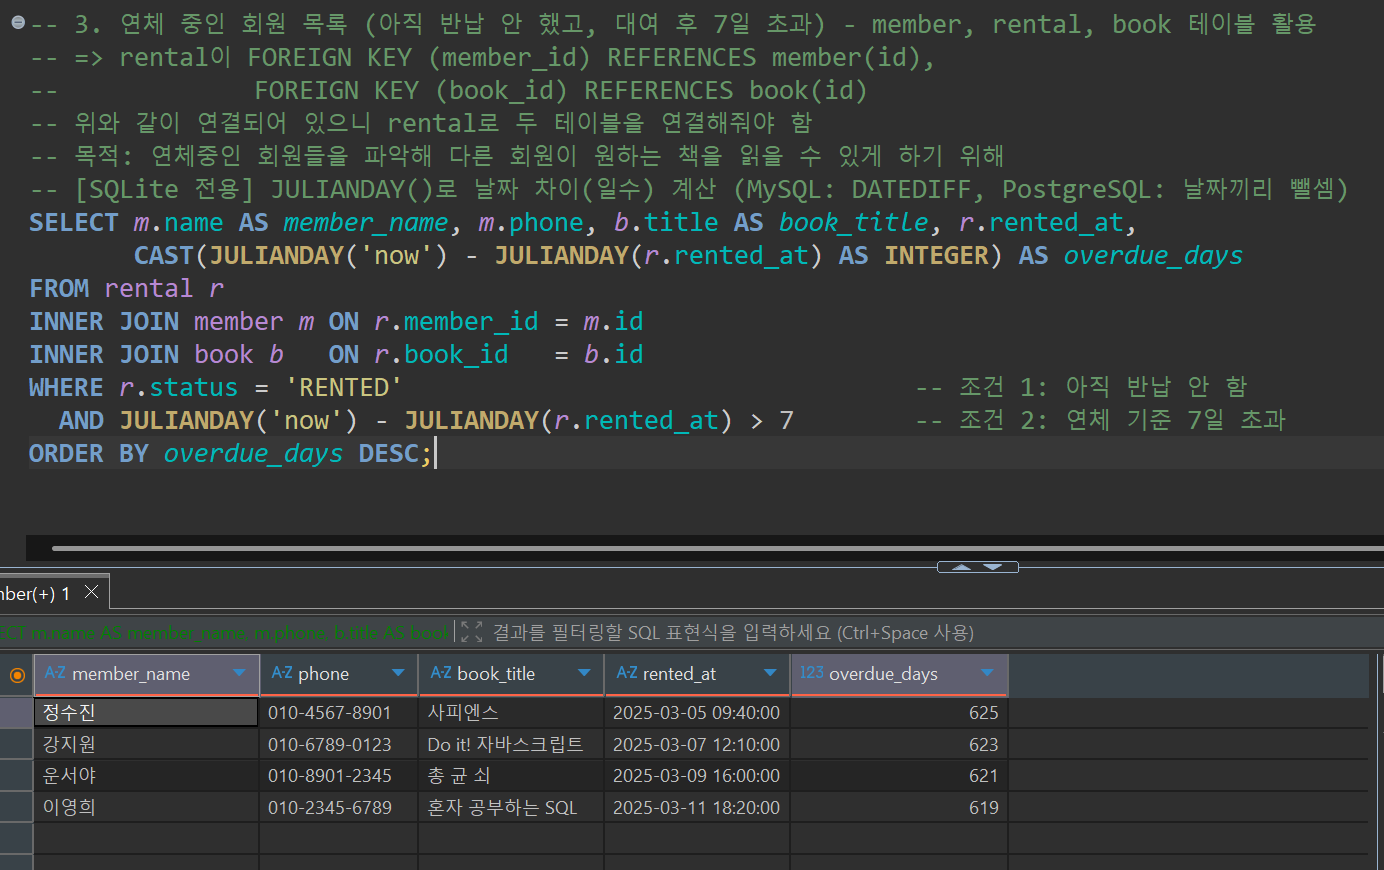 -- 3. 연체 중인 회원 목록 (아직 반납 안 했고, 대여 후 7일 초과) - member, rental, book 테이블 활용
-- => rental이 FOREIGN KEY (member_id) REFERENCES member(id),
-- FOREIGN KEY (book_id) REFERENCES book(id)
-- 위와 같이 연결되어 있으니 rental로 두 테이블을 연결해줘야 함
-- 목적: 연체중인 회원들을 파악해 다른 회원이 원하는 책을 읽을 수 있게 하기 위해
-- [SQLite 전용] JULIANDAY()로 날짜 차이(일수) 계산 (MySQL: DATEDIFF, PostgreSQL: 날짜끼리 뺄셈)
SELECT m.name AS member_name, m.phone, b.title AS book_title, r.rented_at,
CAST(JULIANDAY('now') - JULIANDAY(r.rented_at) AS INTEGER) AS overdue_days
FROM rental r
INNER JOIN member m ON r.member_id = m.id
INNER JOIN book b ON r.book_id = b.id
WHERE r.status = 'RENTED' -- 조건 1: 아직 반납 안 함
AND JULIANDAY('now') - JULIANDAY(r.rented_at) > 7 -- 조건 2: 연체 기준 7일 초과
ORDER BY overdue_days DESC;
nber(+) 1
ECT m.name AS member_name, m.phone, b.title AS book 결과를 필터링할 SQL 표현식을 입력하세요 (Ctrl+Space 사용)
A-Z member_name A-Z phone A-Z book_title A-Z rented_at 123 overdue_days
정수진 010-4567-8901 사피엔스 2025-03-05 09:40:00 625
강지원 010-6789-0123 Do it! 자바스크립트 2025-03-07 12:10:00 623
윤서야 010-8901-2345 총 균 쇠 2025-03-09 16:00:00 621
이영희 010-2345-6789 혼자 공부하는 SQL 2025-03-11 18:20:00 619